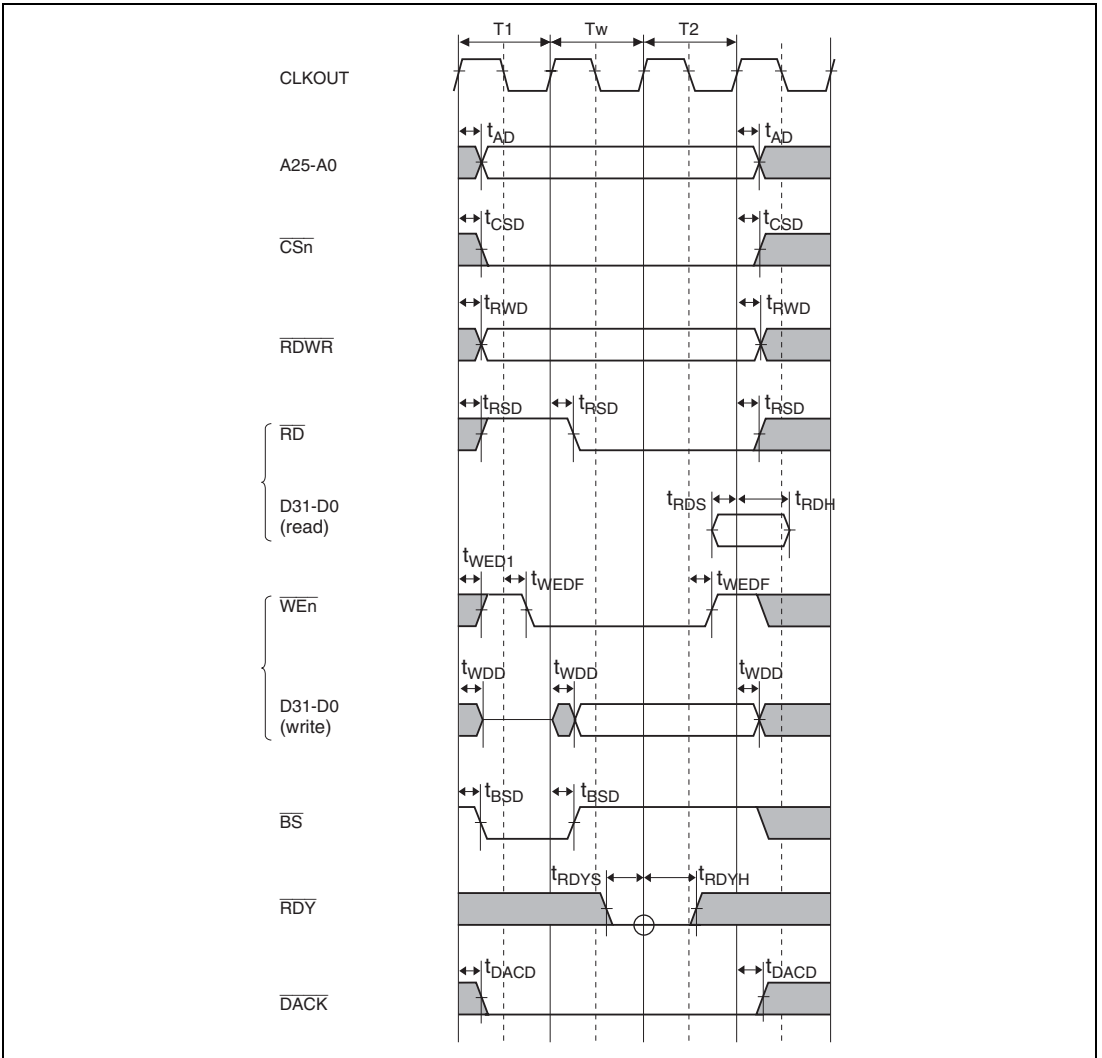 T1 Tw T2
CLKOUT
tAD tAD
A25-A0
tCSD tCSD
CSn
tRWD tRWD
RDWR
tRSD tRSD tRSD
RD
tRDS tRDH
D31-D0
(read)
tWED1
tWEDF tWEDF
WEn
tWDD tWDD tWDD
D31-D0
(write)
tBSD tBSD
BS
tRDYS tRDYH
RDY
tDACD tDACD
DACK